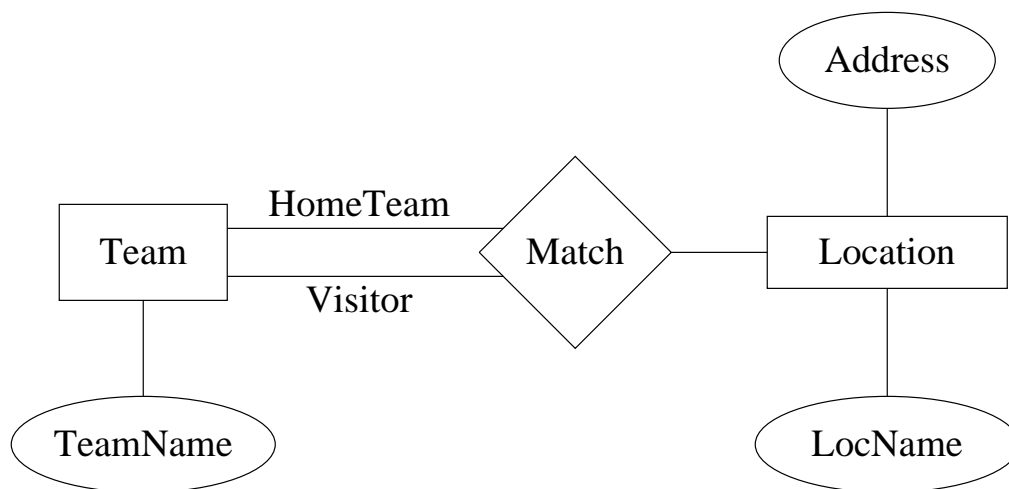 Address
HomeTeam
Team
Match
Location
Visitor
TeamName
LocName